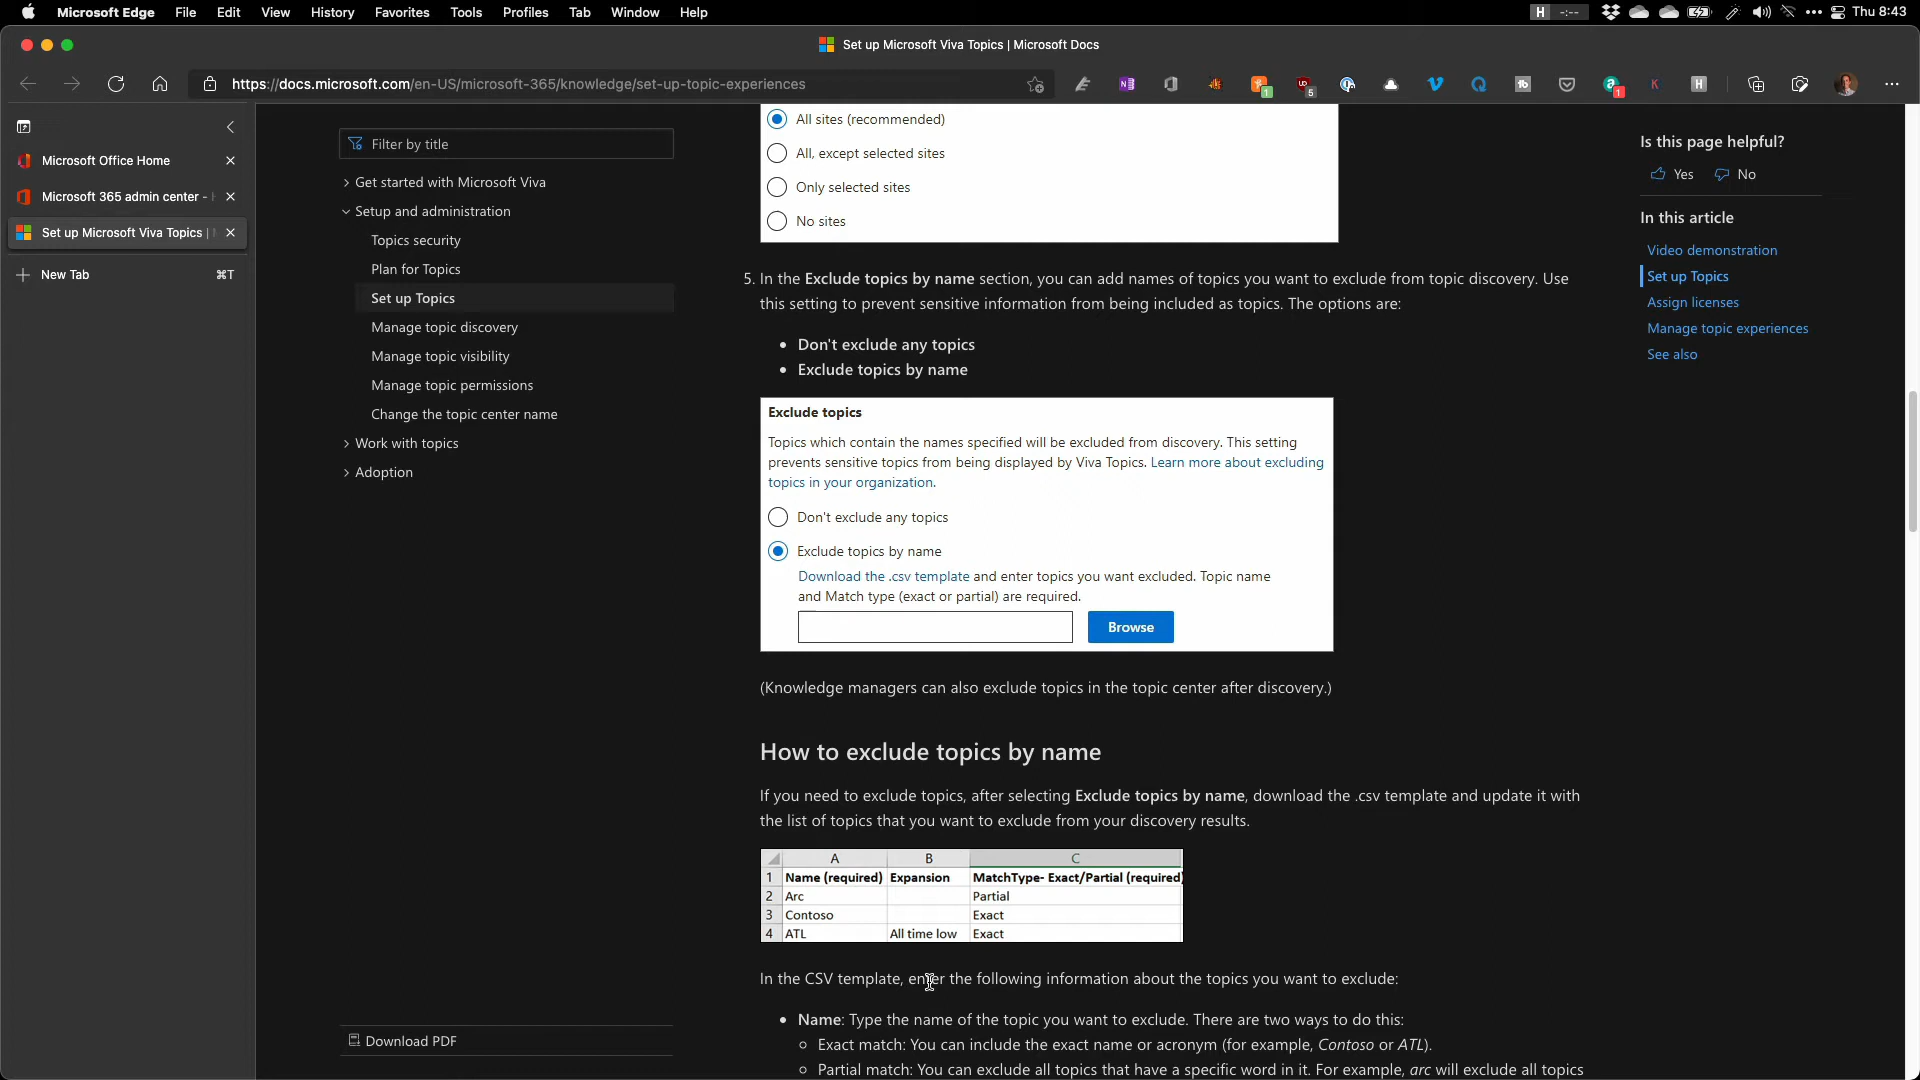 Microsoft Edge File Edit View History Favorites Tools Profiles Tab Window Help
H -:-- Thu 8:43
Set up Microsoft Viva Topics | Microsoft Docs
https://docs.microsoft.com/en-US/microsoft-365/knowledge/set-up-topic-experiences
1 5 1 K H
Microsoft Office Home
Microsoft 365 admin center -
Set up Microsoft Viva Topics |
New Tab ⌘T
Filter by title
Get started with Microsoft Viva
Setup and administration
Topics security
Plan for Topics
Set up Topics
Manage topic discovery
Manage topic visibility
Manage topic permissions
Change the topic center name
Work with topics
Adoption
Download PDF
All sites (recommended)
All, except selected sites
Only selected sites
No sites
5. In the Exclude topics by name section, you can add names of topics you want to exclude from topic discovery. Use
this setting to prevent sensitive information from being included as topics. The options are:
• Don't exclude any topics
• Exclude topics by name
Exclude topics
Topics which contain the names specified will be excluded from discovery. This setting
prevents sensitive topics from being displayed by Viva Topics. Learn more about excluding
topics in your organization.
Don't exclude any topics
Exclude topics by name
Download the .csv template and enter topics you want excluded. Topic name
and Match type (exact or partial) are required.
Browse
(Knowledge managers can also exclude topics in the topic center after discovery.)
How to exclude topics by name
If you need to exclude topics, after selecting Exclude topics by name, download the .csv template and update it with
the list of topics that you want to exclude from your discovery results.
A B C
1 Name (required) Expansion MatchType- Exact/Partial (required)
2 Arc Partial
3 Contoso Exact
4 ATL All time low Exact
In the CSV template, enter the following information about the topics you want to exclude:
• Name: Type the name of the topic you want to exclude. There are two ways to do this:
○ Exact match: You can include the exact name or acronym (for example, Contoso or ATL).
○ Partial match: You can exclude all topics that have a specific word in it. For example, arc will exclude all topics
Is this page helpful?
Yes No
In this article
Video demonstration
Set up Topics
Assign licenses
Manage topic experiences
See also